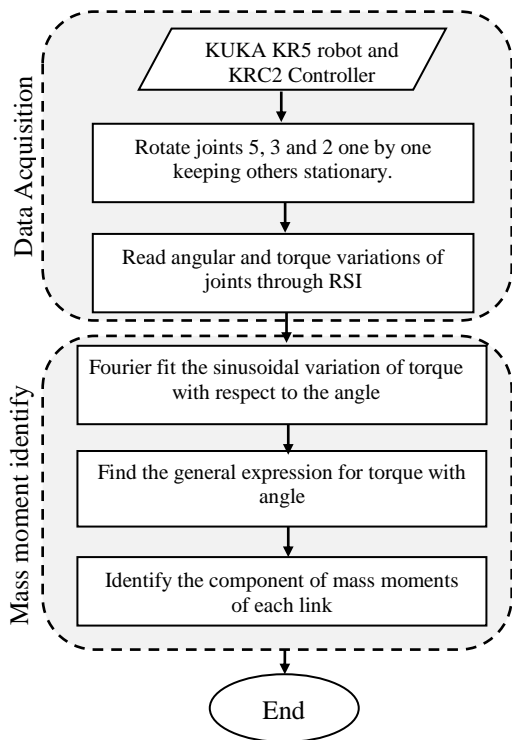 Data Acquisition
KUKA KR5 robot and
KRC2 Controller
Rotate joints 5, 3 and 2 one by one
keeping others stationary.
Read angular and torque variations of
joints through RSI
Mass moment identify
Fourier fit the sinusoidal variation of torque
with respect to the angle
Find the general expression for torque with
angle
Identify the component of mass moments
of each link
End